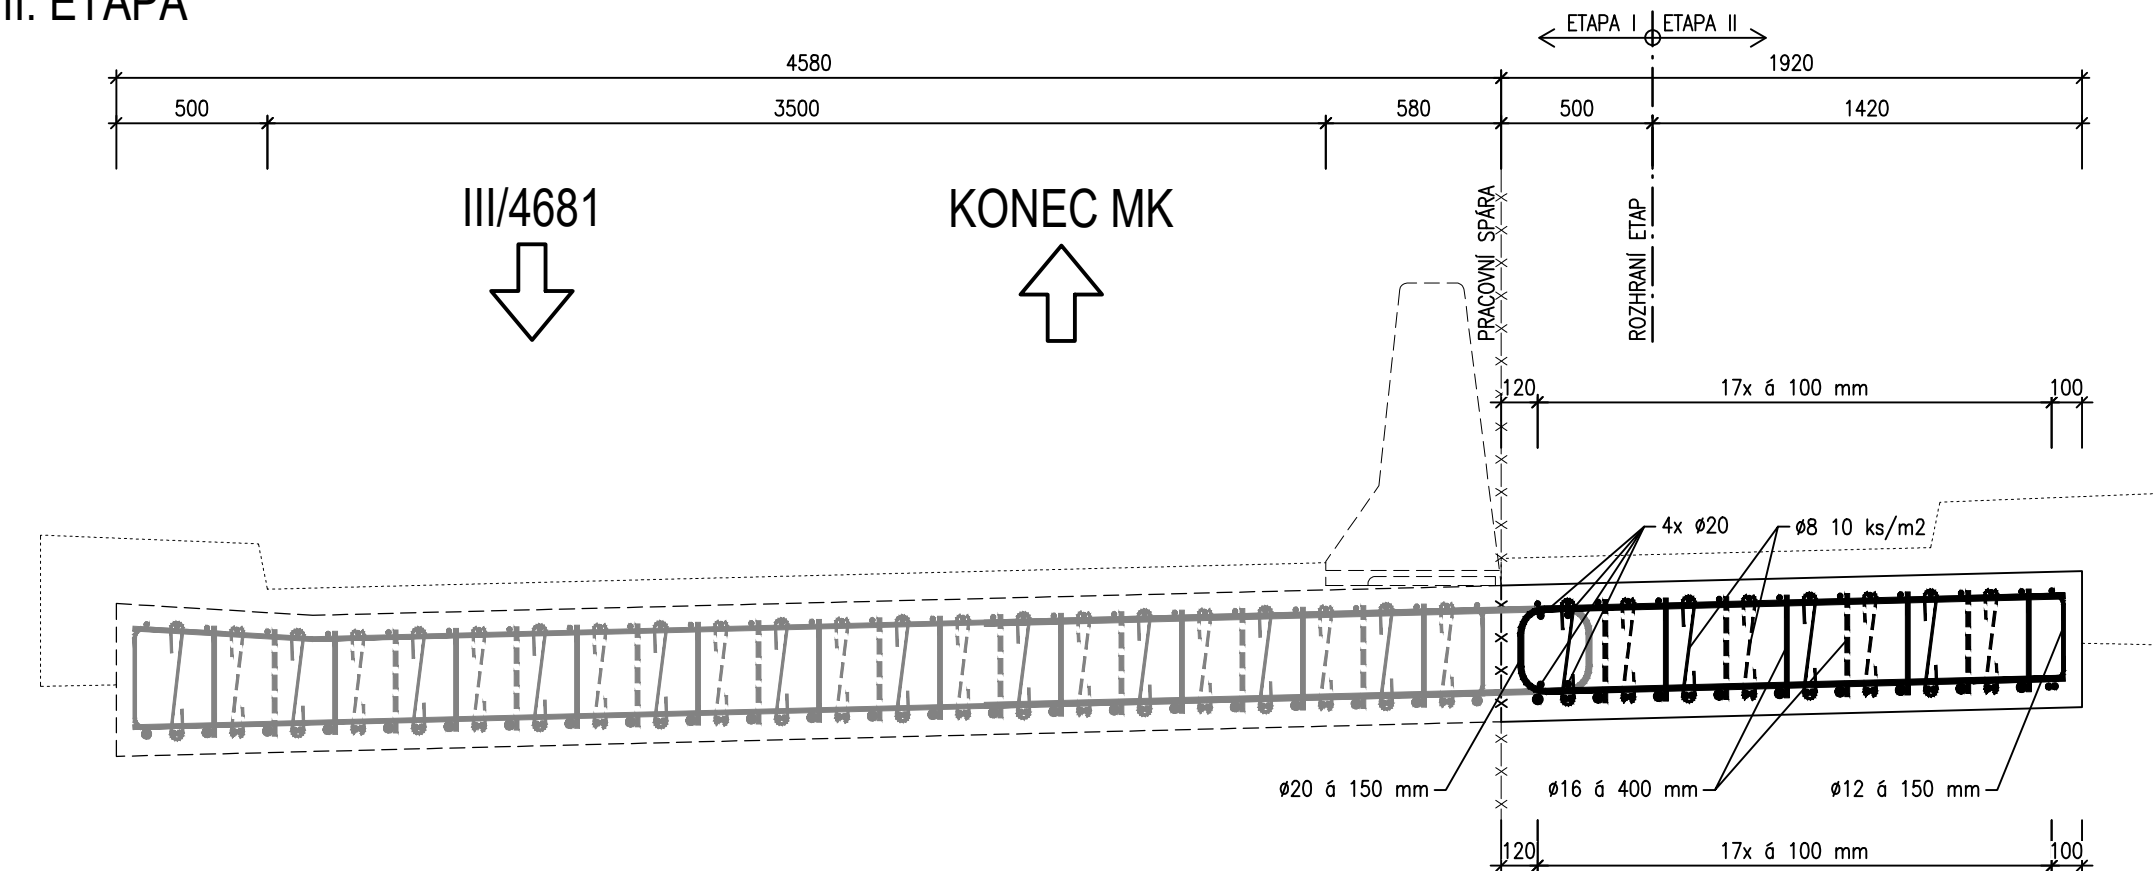 II. ETAPA
ETAPA I ETAPA II
4580 1920
500 3500 580 500 1420
III/4681 KONEC MK
PRACOVNÍ SPÁRA
ROZHRANÍ ETAP
120 17x á 100 mm 100
4x ø20 ø8 10 ks/m2
ø20 á 150 mm ø16 á 400 mm ø12 á 150 mm
120 17x á 100 mm 100